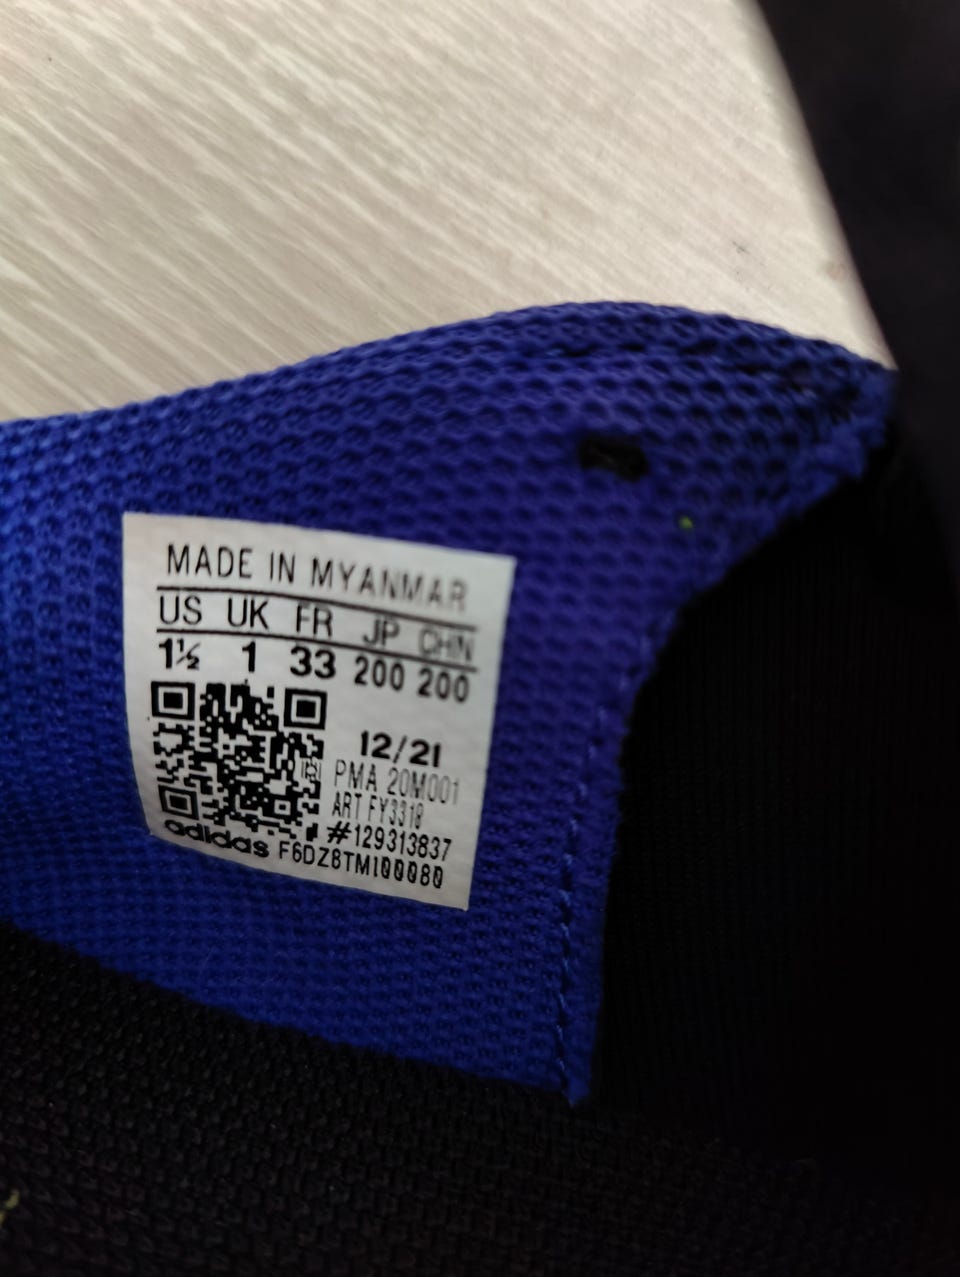 MADE IN MYANMAR
US UK FR JP CHN
1½ 1 33 200 200
12/21
PMA 20M001
ART FY3319
#129313837
adidas F6DZ8TM100080